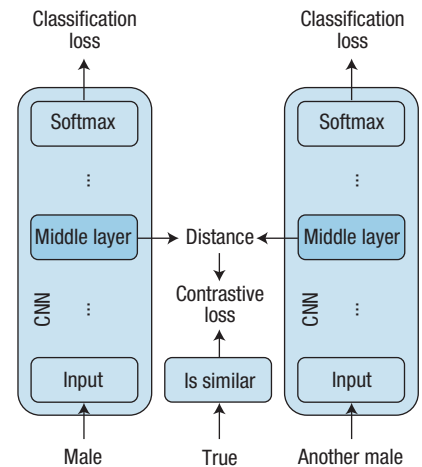 Classification
loss
Classification
loss
Softmax
Softmax
...
...
Middle layer
Distance
Middle layer
Contrastive
loss
CNN
...
CNN
...
Input
Is similar
Input
Male
True
Another male